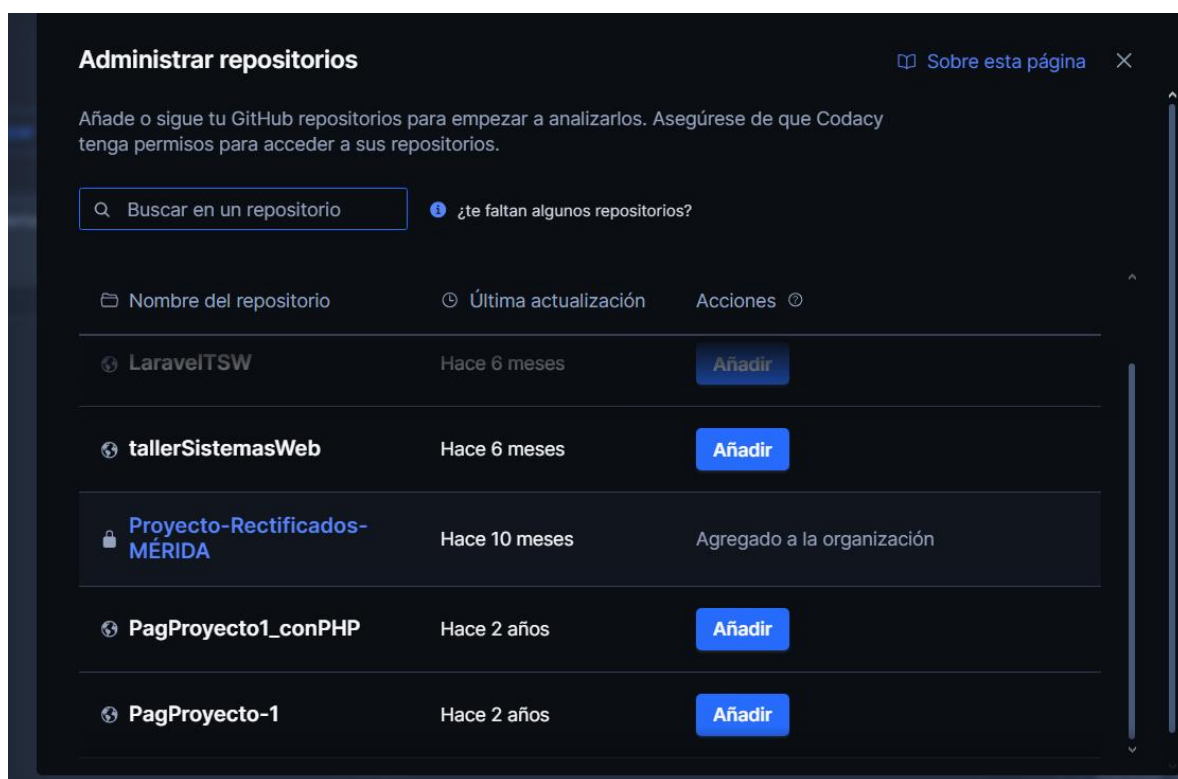 Administrar repositorios
Sobre esta página
Añade o sigue tu GitHub repositorios para empezar a analizarlos. Asegúrese de que Codacy
tenga permisos para acceder a sus repositorios.
Buscar en un repositorio
¿te faltan algunos repositorios?
Nombre del repositorio Última actualización Acciones
LaravelTSW Hace 6 meses Añadir
tallerSistemasWeb Hace 6 meses Añadir
Proyecto-Rectificados-
MÉRIDA Hace 10 meses Agregado a la organización
PagProyecto1_conPHP Hace 2 años Añadir
PagProyecto-1 Hace 2 años Añadir